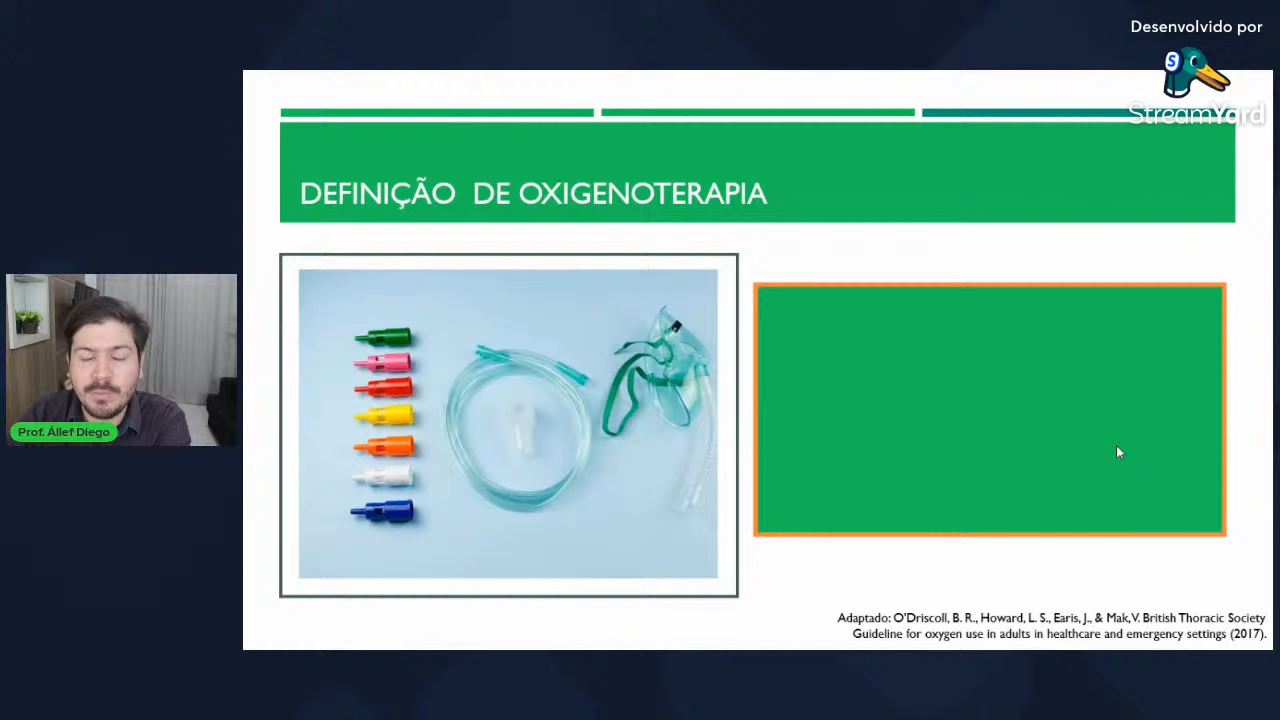 Desenvolvido por
StreamYard
DEFINIÇÃO DE OXIGENOTERAPIA
Prof. Állef Diego
Adaptado: O'Driscoll, B. R., Howard, L. S., Earis, J., & Mak, V. British Thoracic Society
Guideline for oxygen use in adults in healthcare and emergency settings (2017).